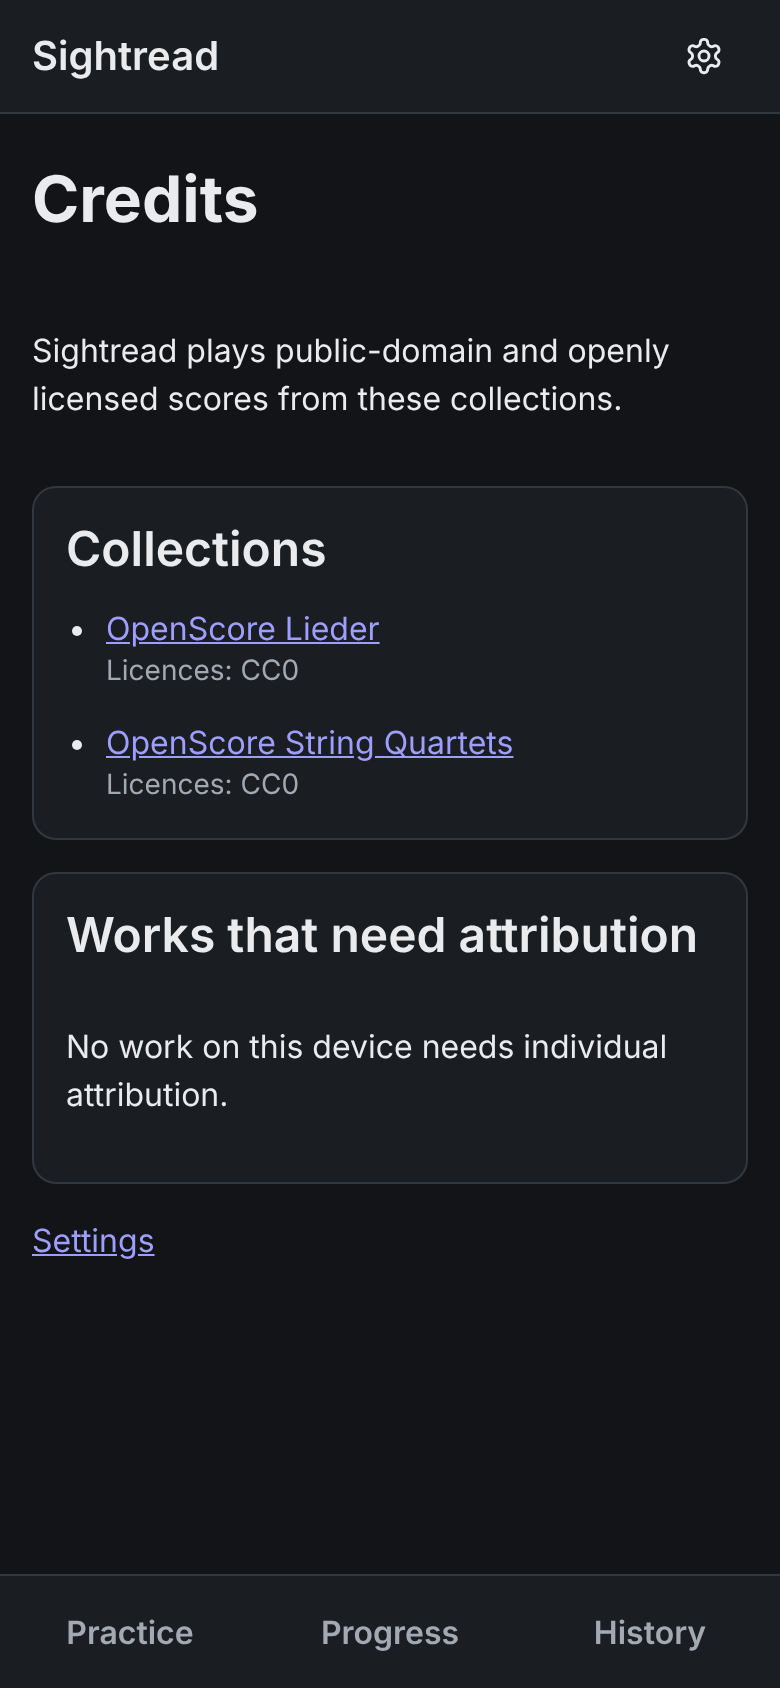 Sightread
Credits
Sightread plays public-domain and openly
licensed scores from these collections.
Collections
• OpenScore Lieder
Licences: CC0
• OpenScore String Quartets
Licences: CC0
Works that need attribution
No work on this device needs individual
attribution.
Settings
Practice Progress History